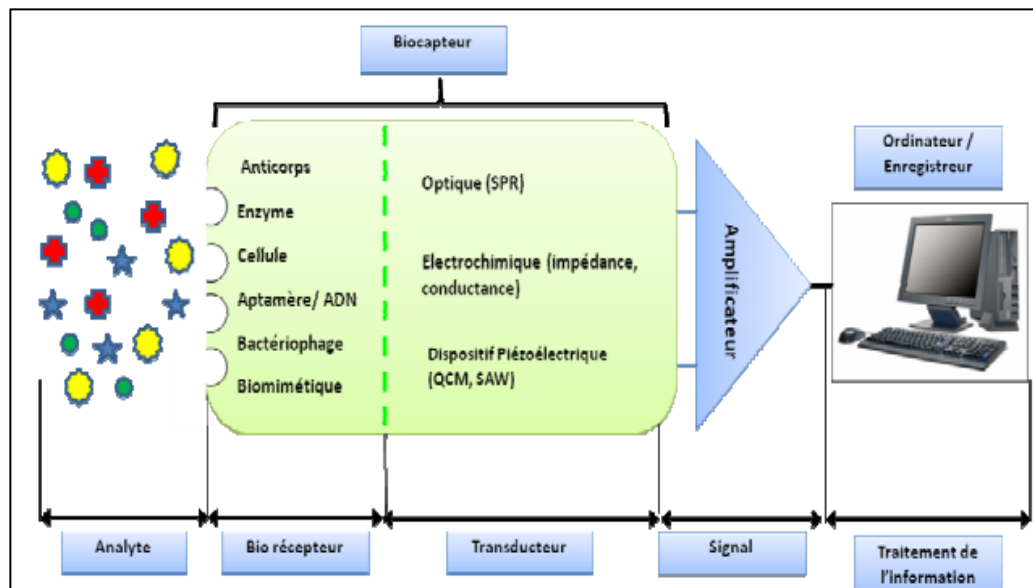 Biocapteur
Anticorps
Enzyme
Cellule
Aptamère/ ADN
Bactériophage
Biomimétique
Optique (SPR)
Electrochimique (impédance,
conductance)
Dispositif Piézoélectrique
(QCM, SAW)
Amplificateur
Ordinateur /
Enregistreur
Analyte
Bio récepteur
Transducteur
Signal
Traitement de
l'information